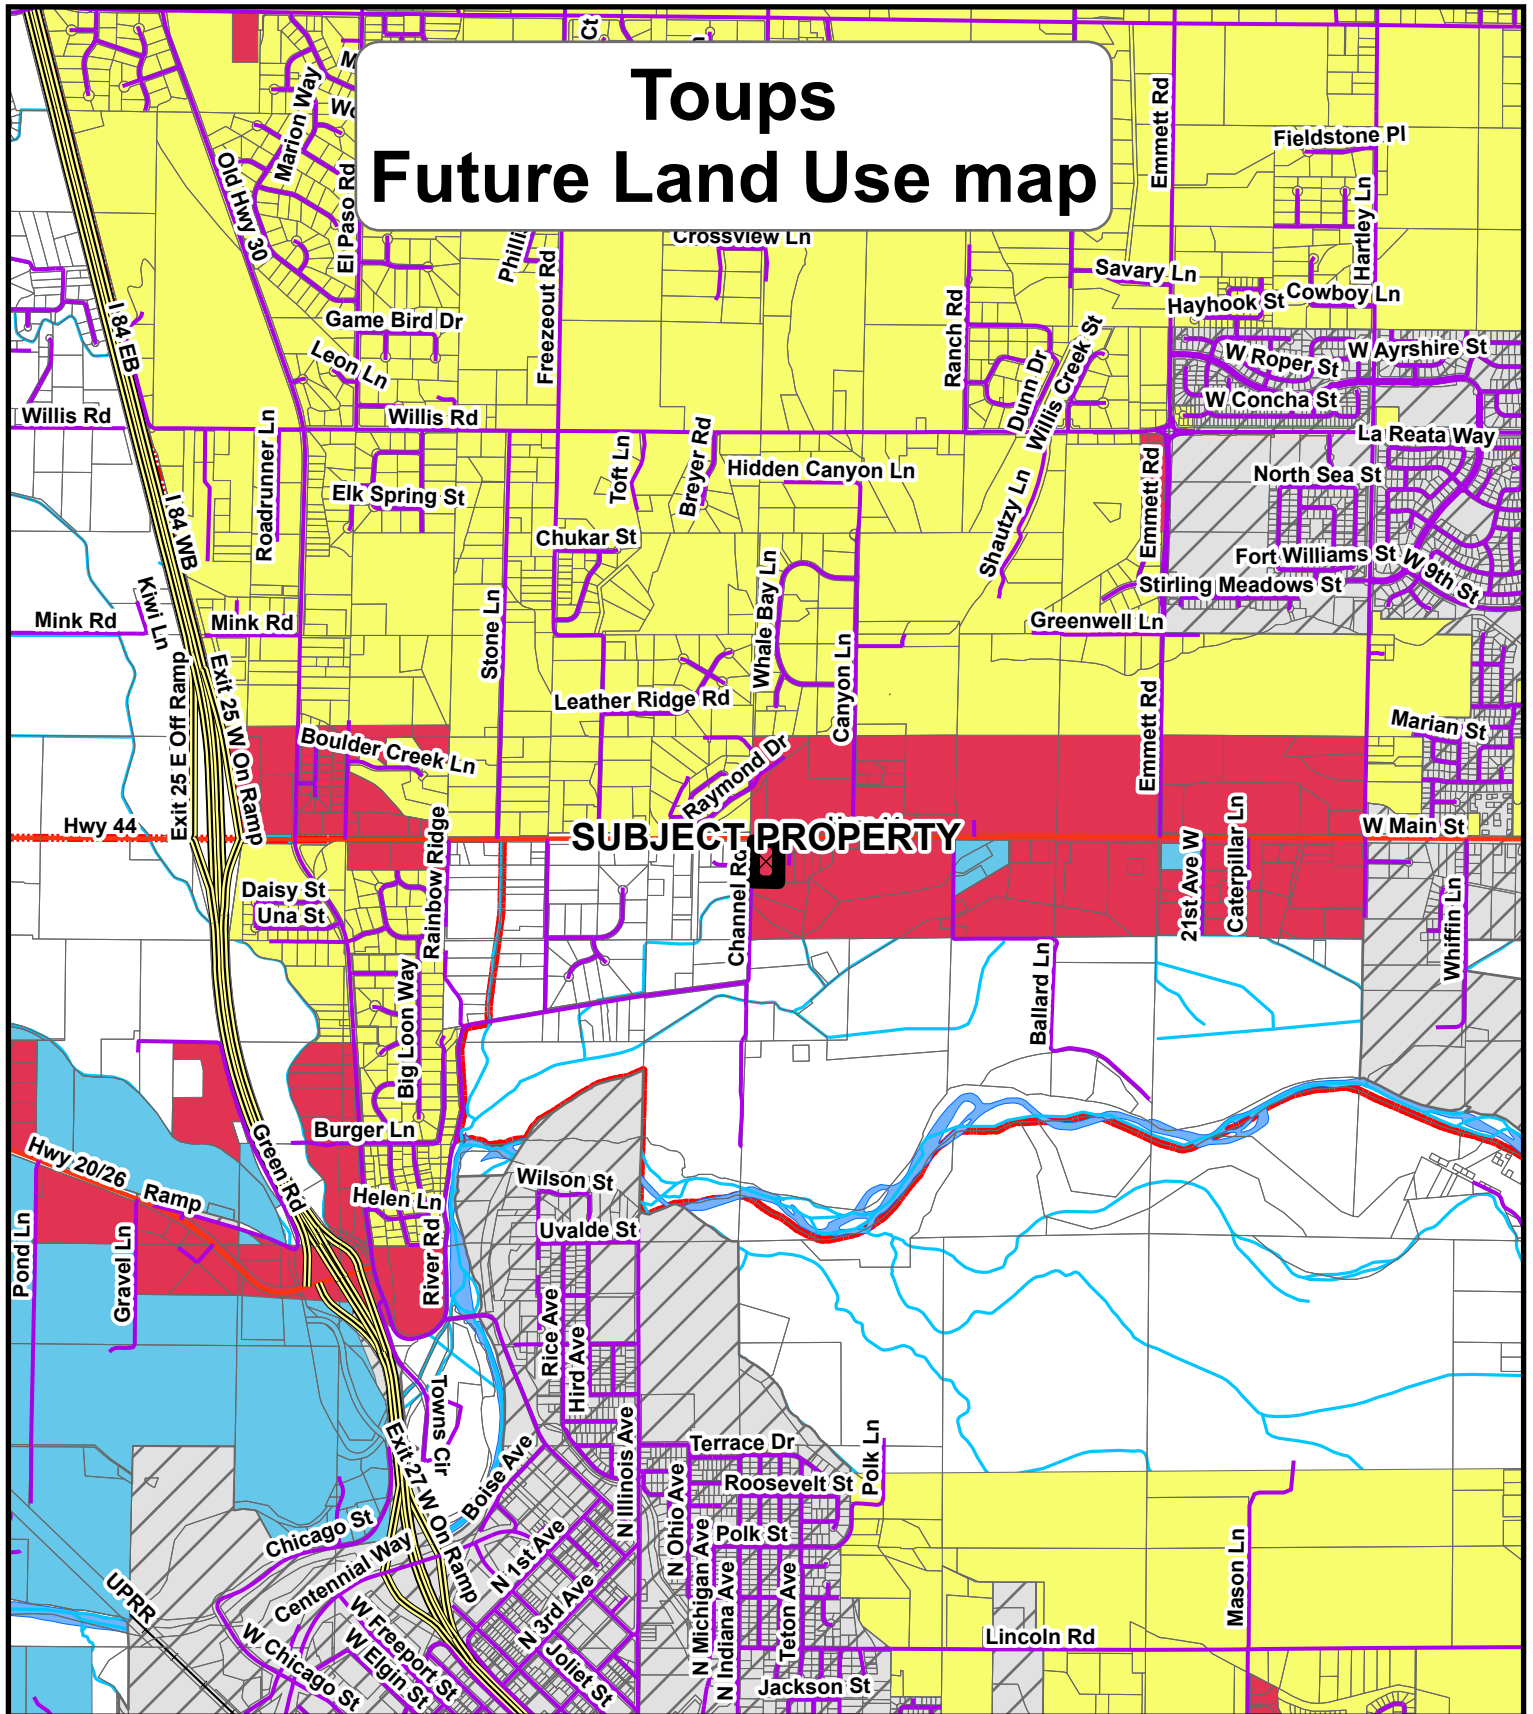 Toups
Future Land Use map
Ct
Marion Way
Old Hwy 30
El Paso Rd
Freezeout Rd
Crossview Ln
Emmett Rd
Fieldstone Pl
Hartley Ln
Savary Ln
Hayhook St
Cowboy Ln
I 84 EB
Game Bird Dr
Leon Ln
Ranch Rd
Dunn Dr
Willis Creek St
W Roper St
W Ayrshire St
W Concha St
Willis Rd
Willis Rd
La Reata Way
Roadrunner Ln
Elk Spring St
Toft Ln
Breyer Rd
Hidden Canyon Ln
Shautzy Ln
Emmett Rd
North Sea St
I 84 WB
Chukar St
Fort Williams St
W 9th St
Stirling Meadows St
Kiwi Ln
Mink Rd
Mink Rd
Stone Ln
Whale Bay Ln
Canyon Ln
Greenwell Ln
Exit 25 E Off Ramp
Exit 25 W On Ramp
Leather Ridge Rd
Emmett Rd
Marian St
Boulder Creek Ln
Raymond Dr
Hwy 44
SUBJECT PROPERTY
W Main St
Rainbow Ridge
Channel Rd
21st Ave W
Caterpillar Ln
Daisy St
Una St
Whiffin Ln
Big Loon Way
Ballard Ln
Burger Ln
Green Rd
Hwy 20/26
Ramp
Wilson St
Helen Ln
Uvalde St
Pond Ln
Gravel Ln
River Rd
Rice Ave
Hird Ave
Towns Cir
Exit 27 W On Ramp
Boise Ave
N Illinois Ave
Terrace Dr
Roosevelt St
Polk Ln
N Ohio Ave
Polk St
Chicago St
Centennial Way
N 1st Ave
N 3rd Ave
N Michigan Ave
N Indiana Ave
Teton Ave
Mason Ln
UPRR
W Freeport St
W Elgin St
W Chicago St
Joliet St
Lincoln Rd
Jackson St